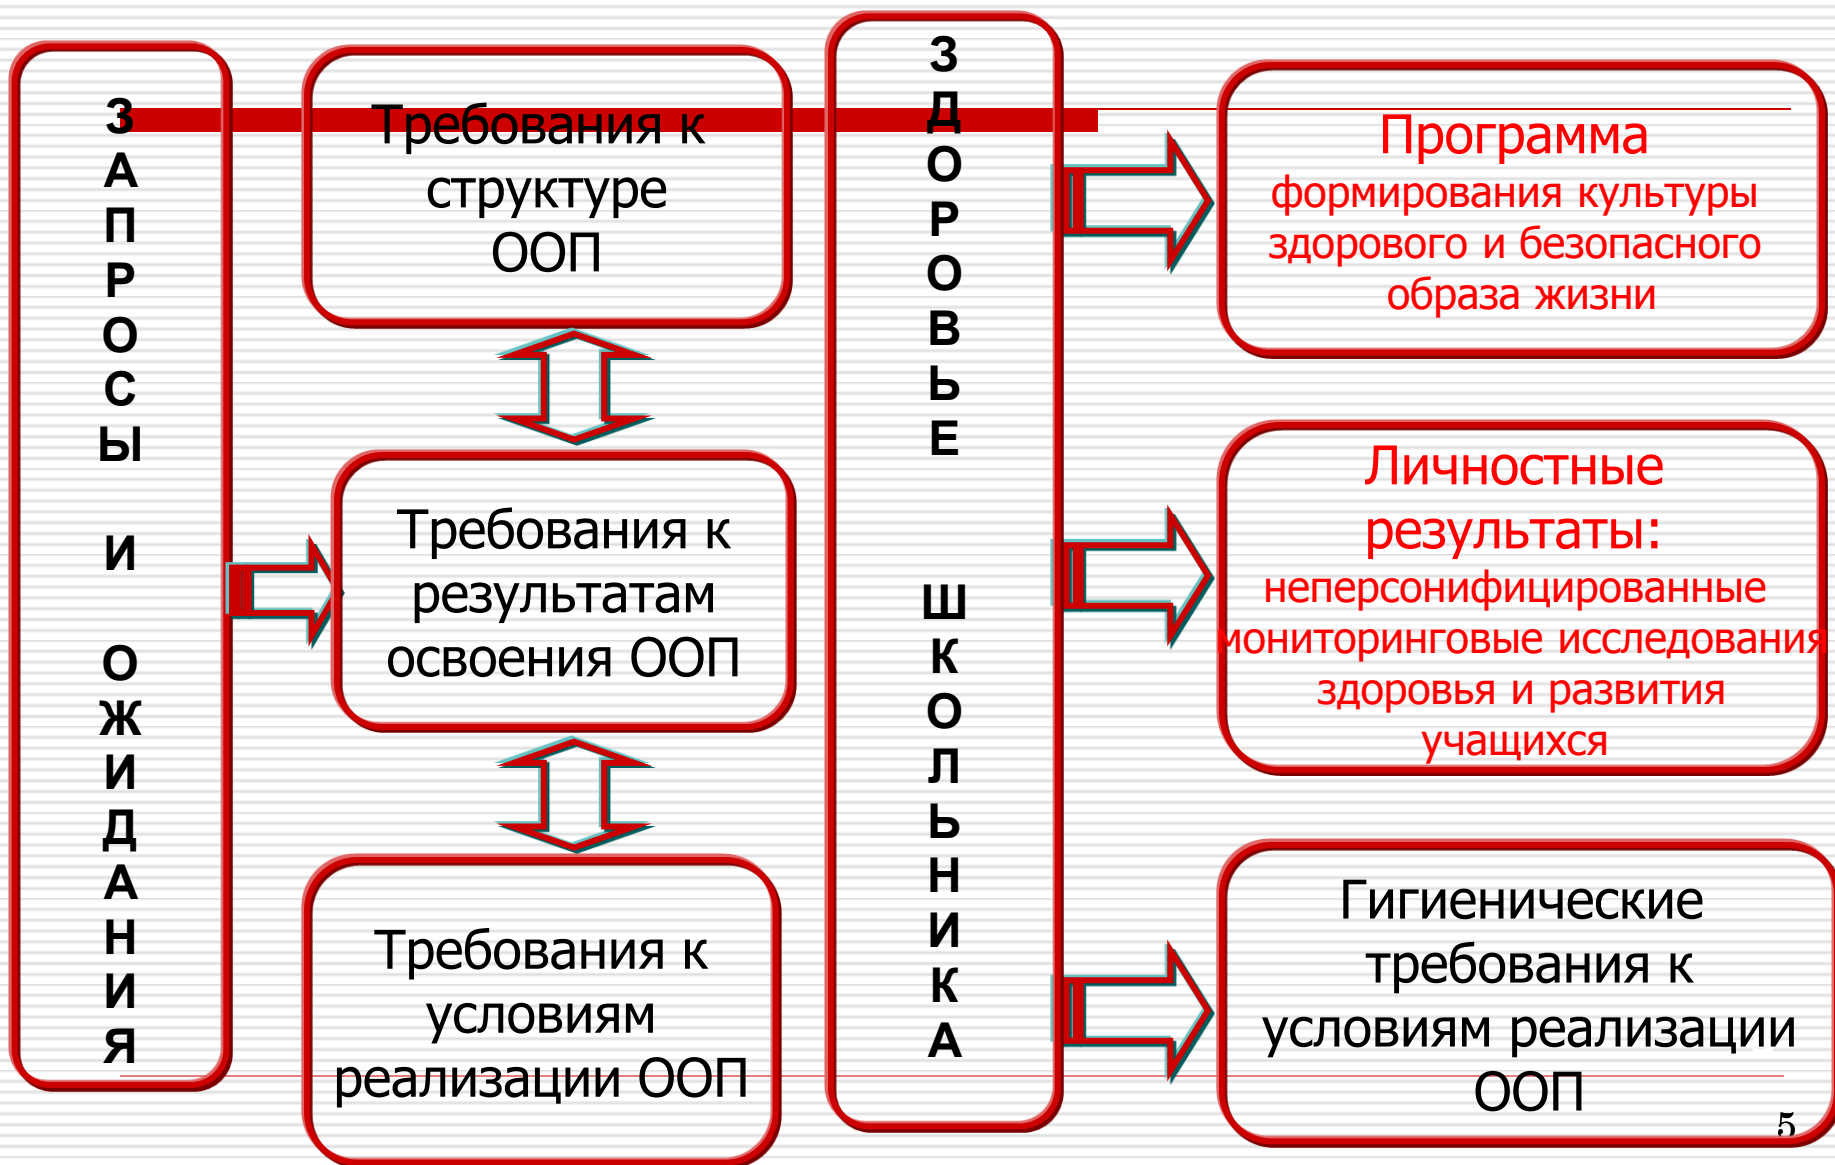 ЗАПРОСЫ И ОЖИДАНИЯ
Требования к
структуре
ООП
Требования к
результатам
освоения ООП
Требования к
условиям
реализации ООП
ЗДОРОВЬЕ ШКОЛЬНИКА
Программа
формирования культуры
здорового и безопасного
образа жизни
Личностные
результаты:
неперсонифицированные
мониторинговые исследования
здоровья и развития
учащихся
Гигиенические
требования к
условиям реализации
ООП
5